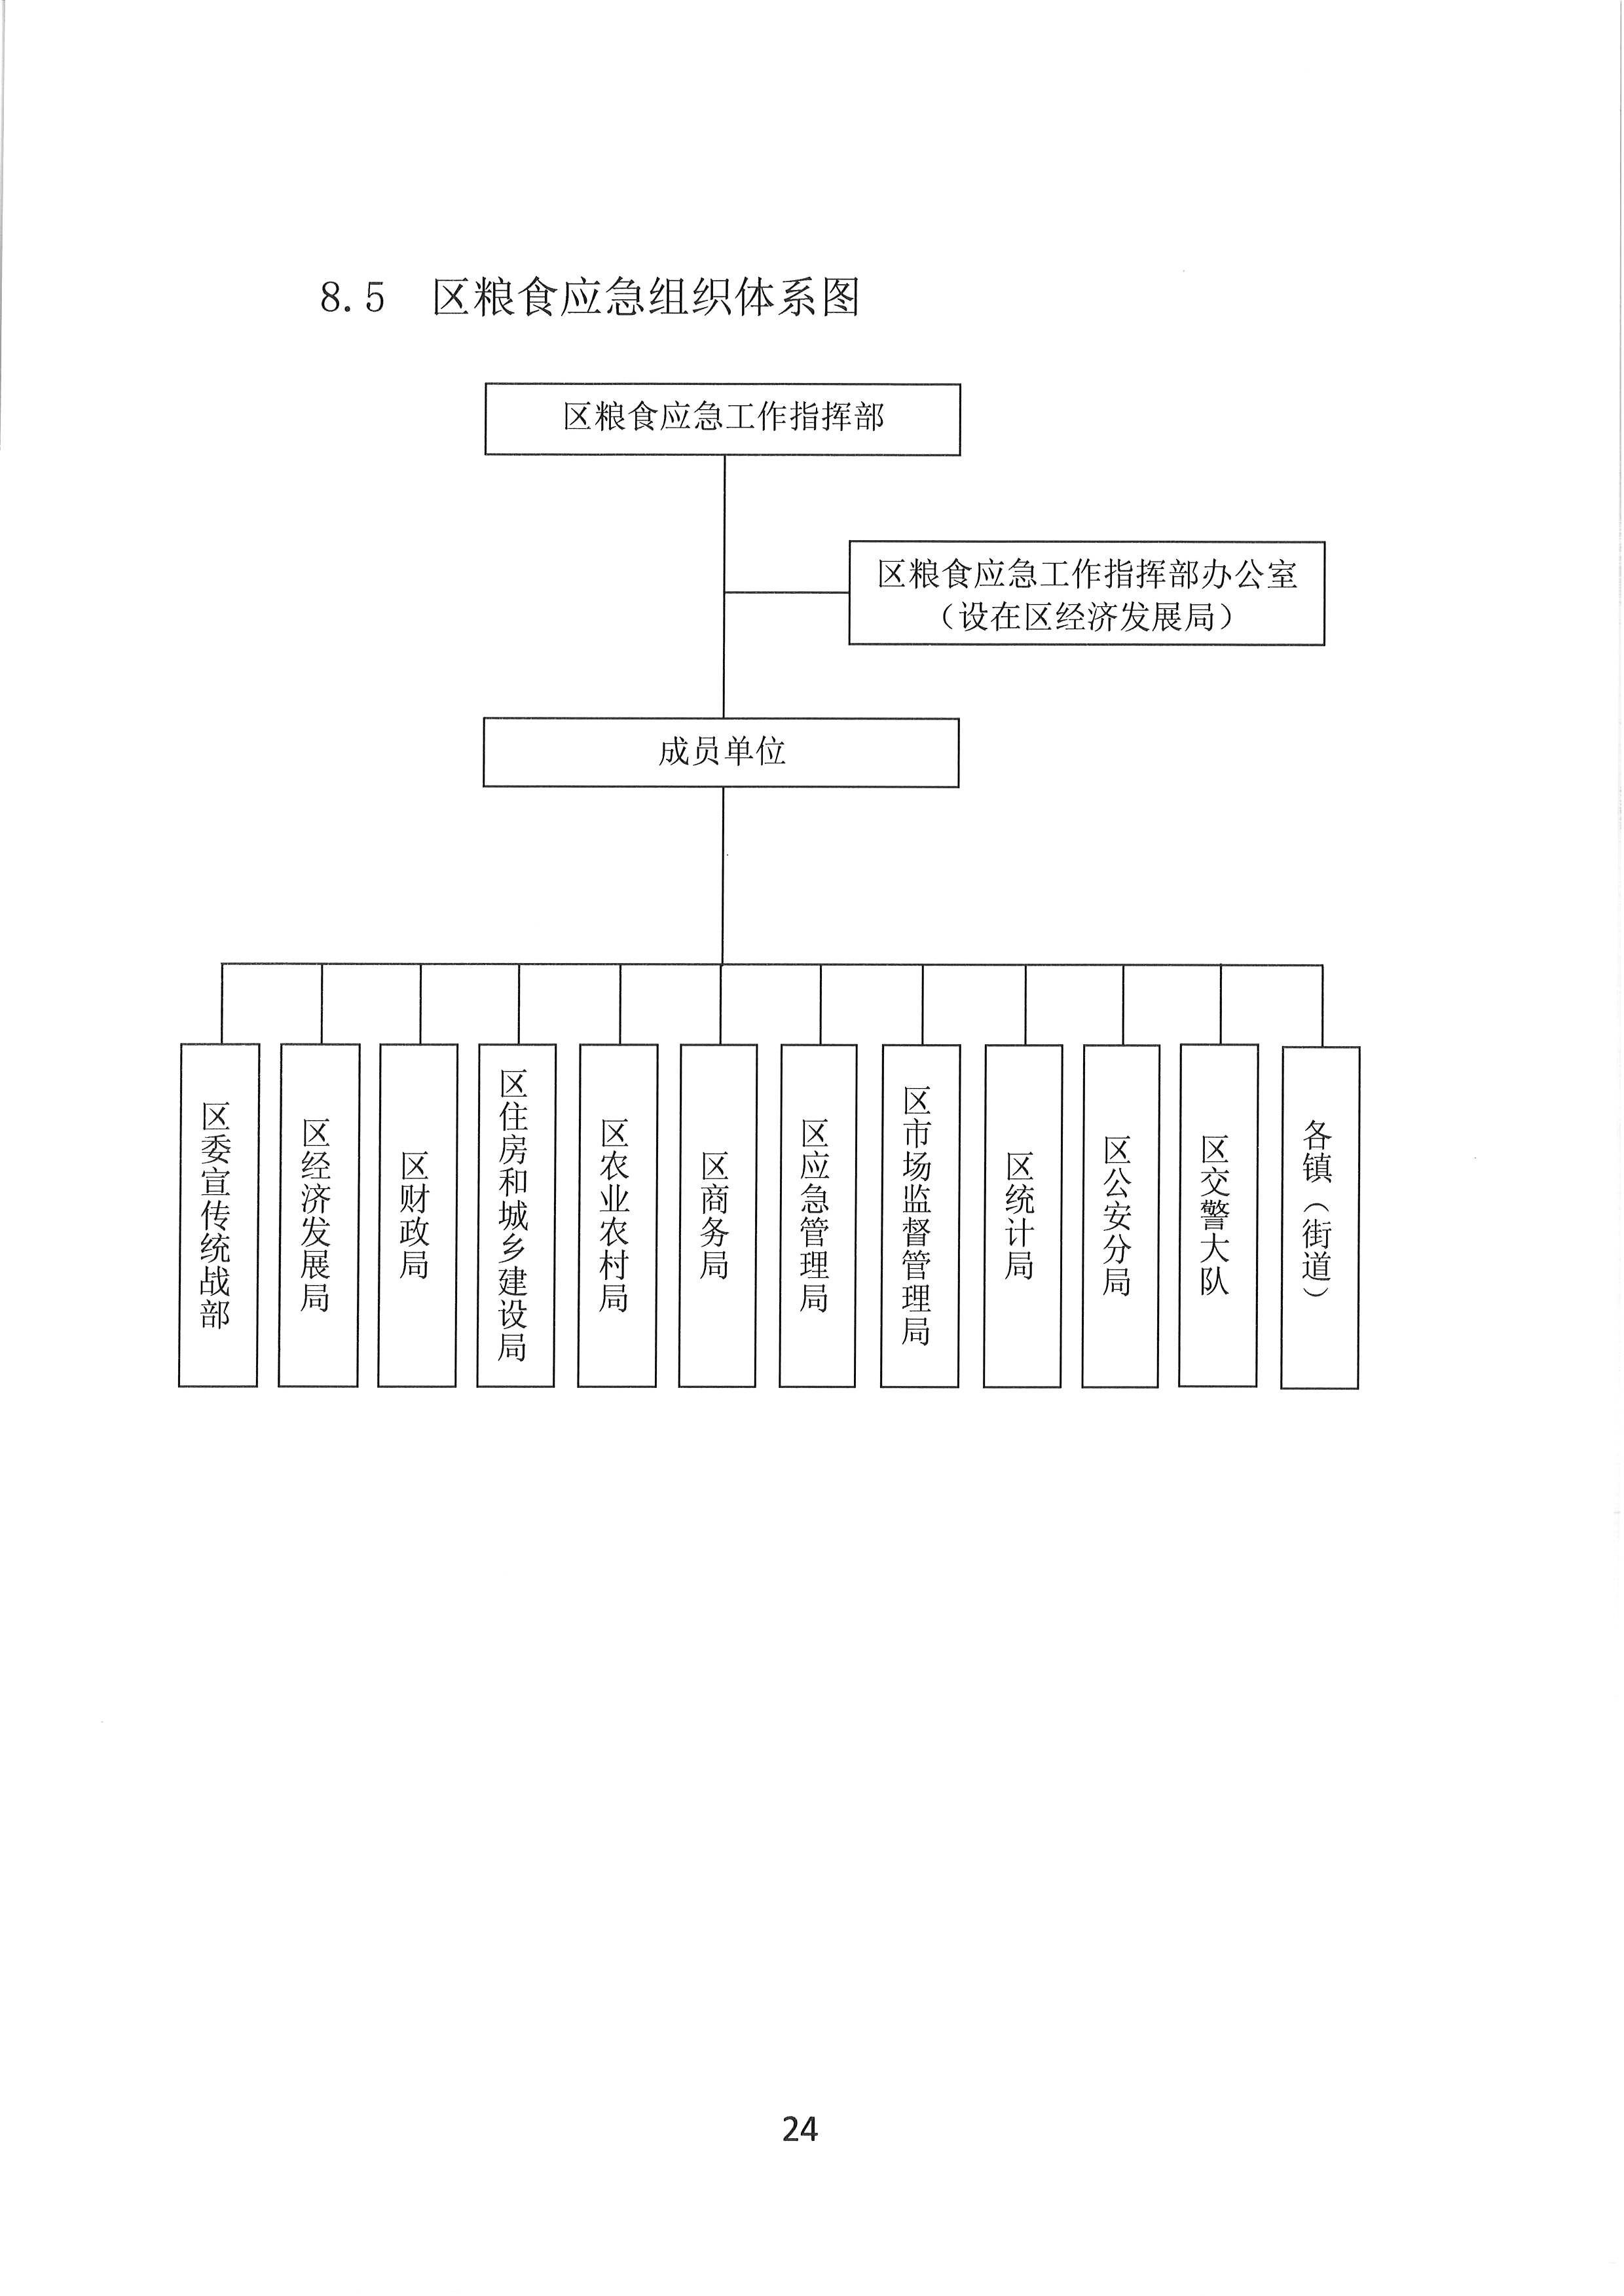 8.5 区粮食应急组织体系图
区粮食应急工作指挥部
区粮食应急工作指挥部办公室
（设在区经济发展局）
成员单位
区委宣传统战部
区经济发展局
区财政局
区住房和城乡建设局
区农业农村局
区商务局
区应急管理局
区市场监督管理局
区统计局
区公安分局
区交警大队
各镇（街道）
24